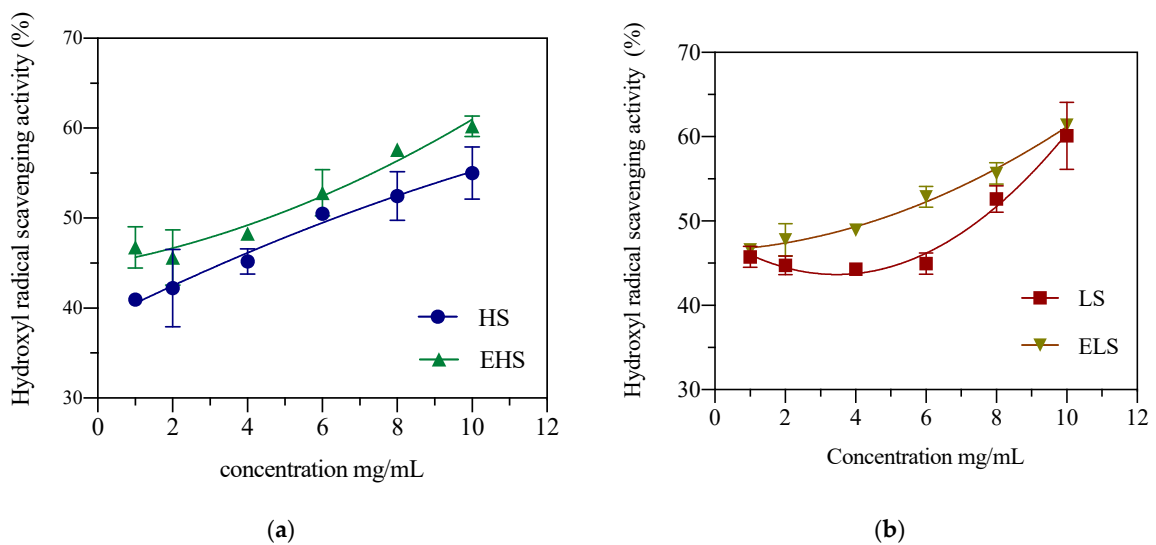 Hydroxyl radical scavenging activity (%)
70
60
50
40
30
0
2
4
6
8
10
12
HS
EHS
concentration mg/mL
(a)
Hydroxyl radical scavenging activity (%)
70
60
50
40
30
0
2
4
6
8
10
12
LS
ELS
Concentration mg/mL
(b)